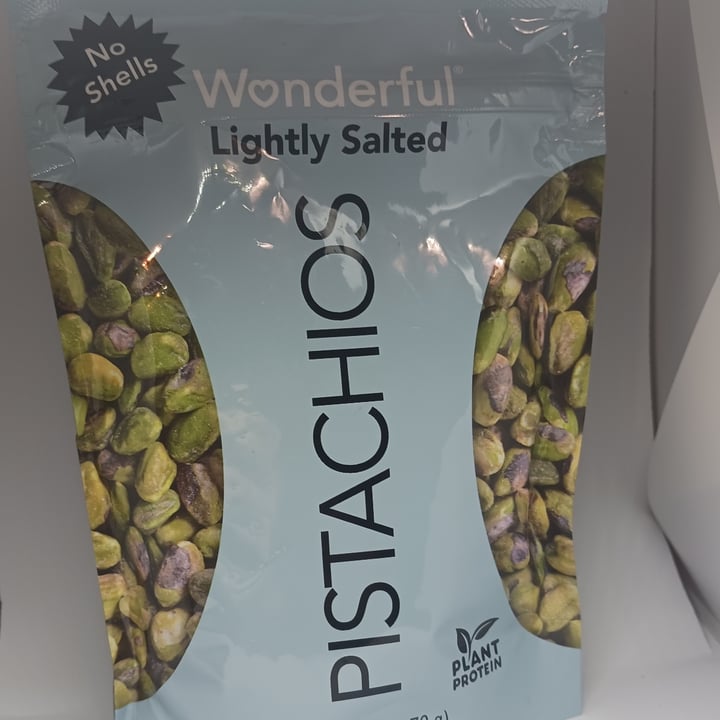 No
Shells
Wonderful®
Lightly Salted
PISTACHIOS
PLANT
PROTEIN